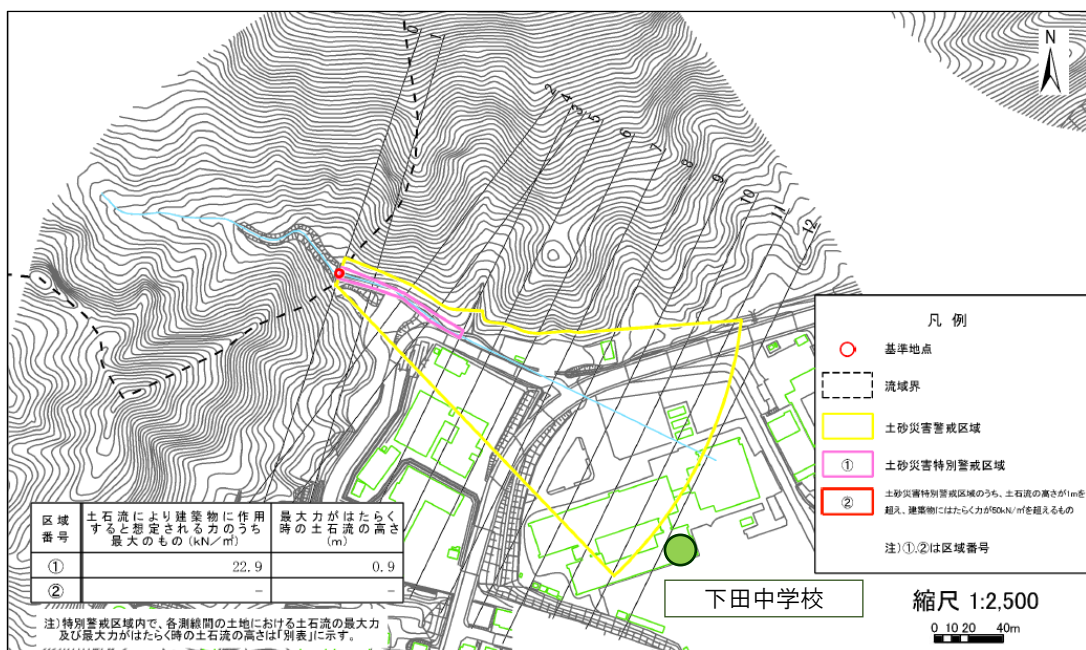 0
1
2
4
3
5
6
7
8
9
10
11
12
N
凡 例
基準地点
流域界
土砂災害警戒区域
① 土砂災害特別警戒区域
② 土砂災害特別警戒区域のうち、土石流の高さが1mを
超え、建築物にはたらく力が50kN/㎡を超えるもの
注)①,②は区域番号
区域番号 土石流により建築物に作用すると想定される力のうち最大のもの(kN/㎡) 最大力がはたらく時の土石流の高さ(m)
① 22.9 0.9
② − −
注)特別警戒区域内で、各測線間の土地における土石流の最大力
及び最大力がはたらく時の土石流の高さは「別表」に示す。
下田中学校
縮尺 1:2,500
0 10 20 40m